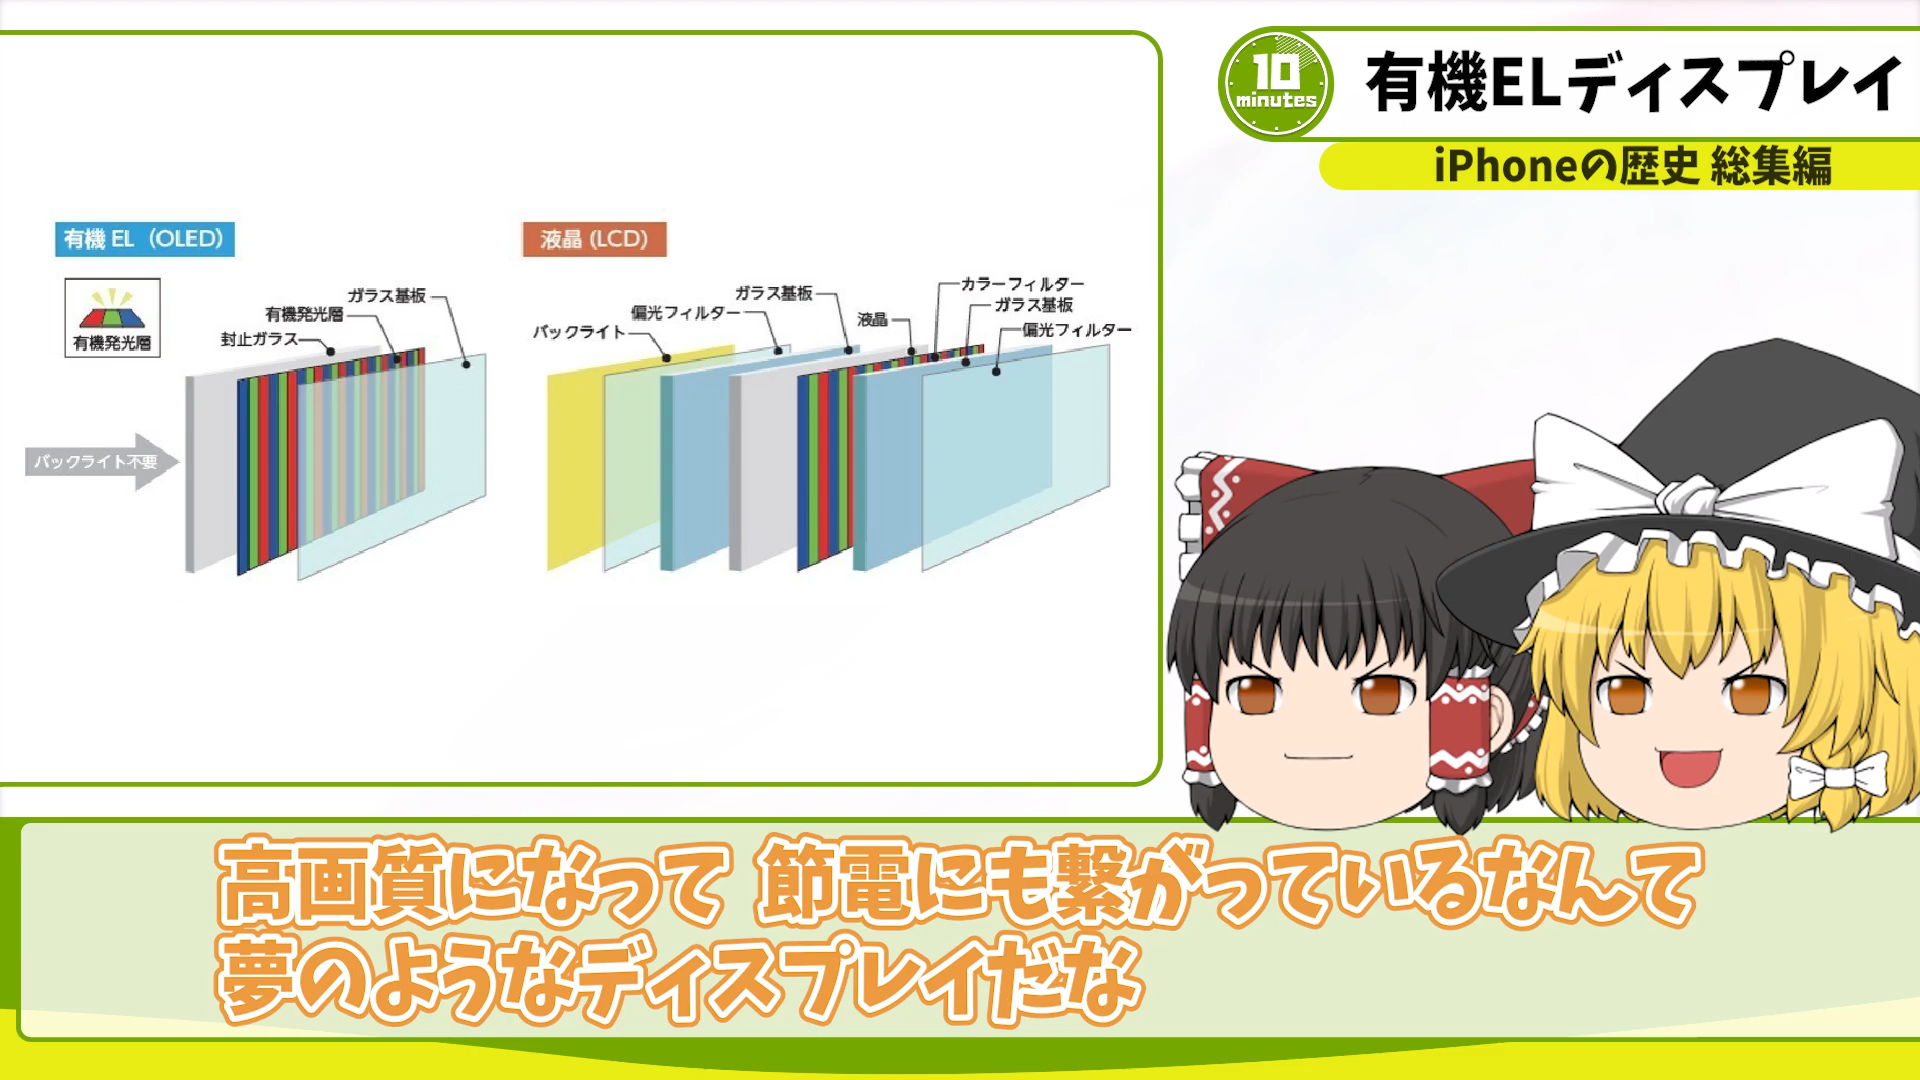 10
minutes
有機ELディスプレイ
iPhoneの歴史 総集編
有機 EL（OLED）
有機発光層
封止ガラス
有機発光層
ガラス基板
バックライト不要
液晶 (LCD)
バックライト
偏光フィルター
ガラス基板
液晶
カラーフィルター
ガラス基板
偏光フィルター
高画質になって 節電にも繋がっているなんて
夢のようなディスプレイだな